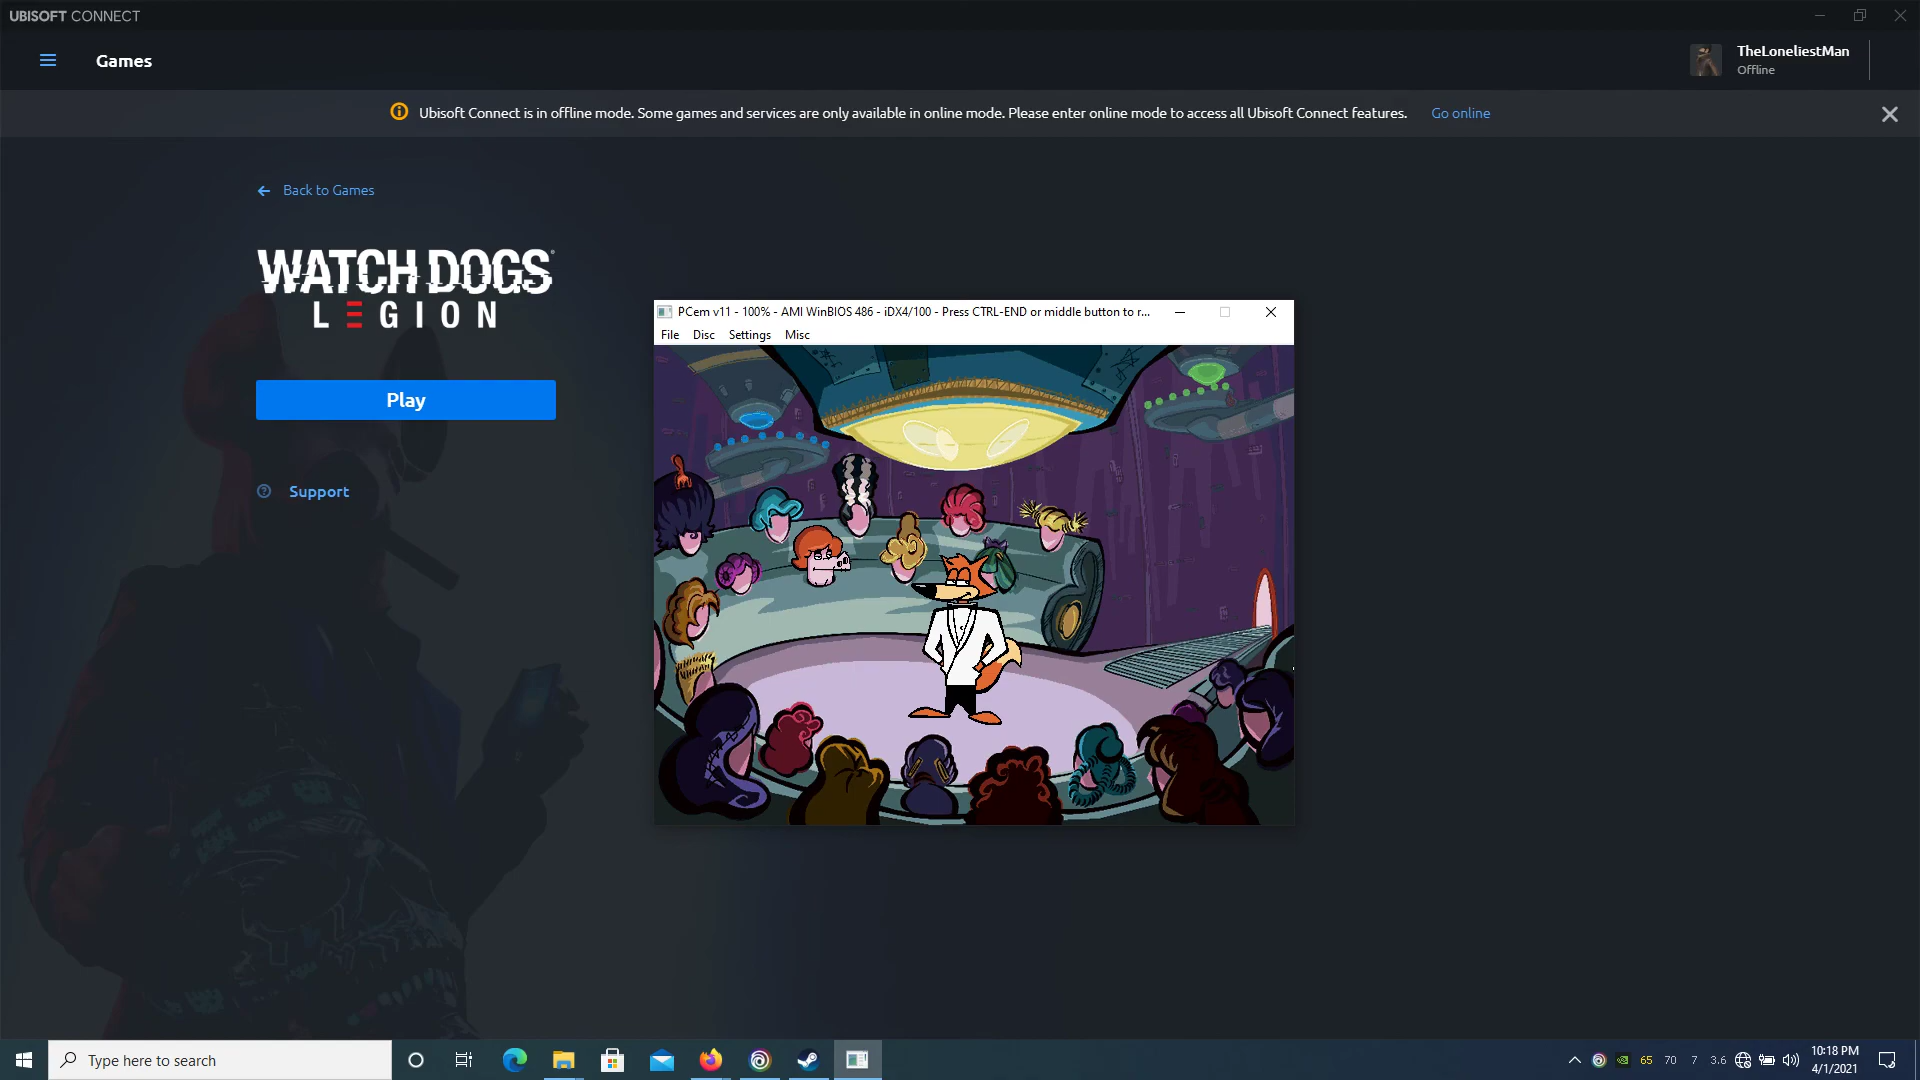 UBISOFT CONNECT
Games
TheLoneliestMan
Offline
Ubisoft Connect is in offline mode. Some games and services are only available in online mode. Please enter online mode to access all Ubisoft Connect features. Go online
Back to Games
WATCH DOGS
LEGION
Play
Support
PCem v11 - 100% - AMI WinBIOS 486 - iDX4/100 - Press CTRL-END or middle button to r...
File Disc Settings Misc
Type here to search
65 70 7 3.6
10:18 PM
4/1/2021